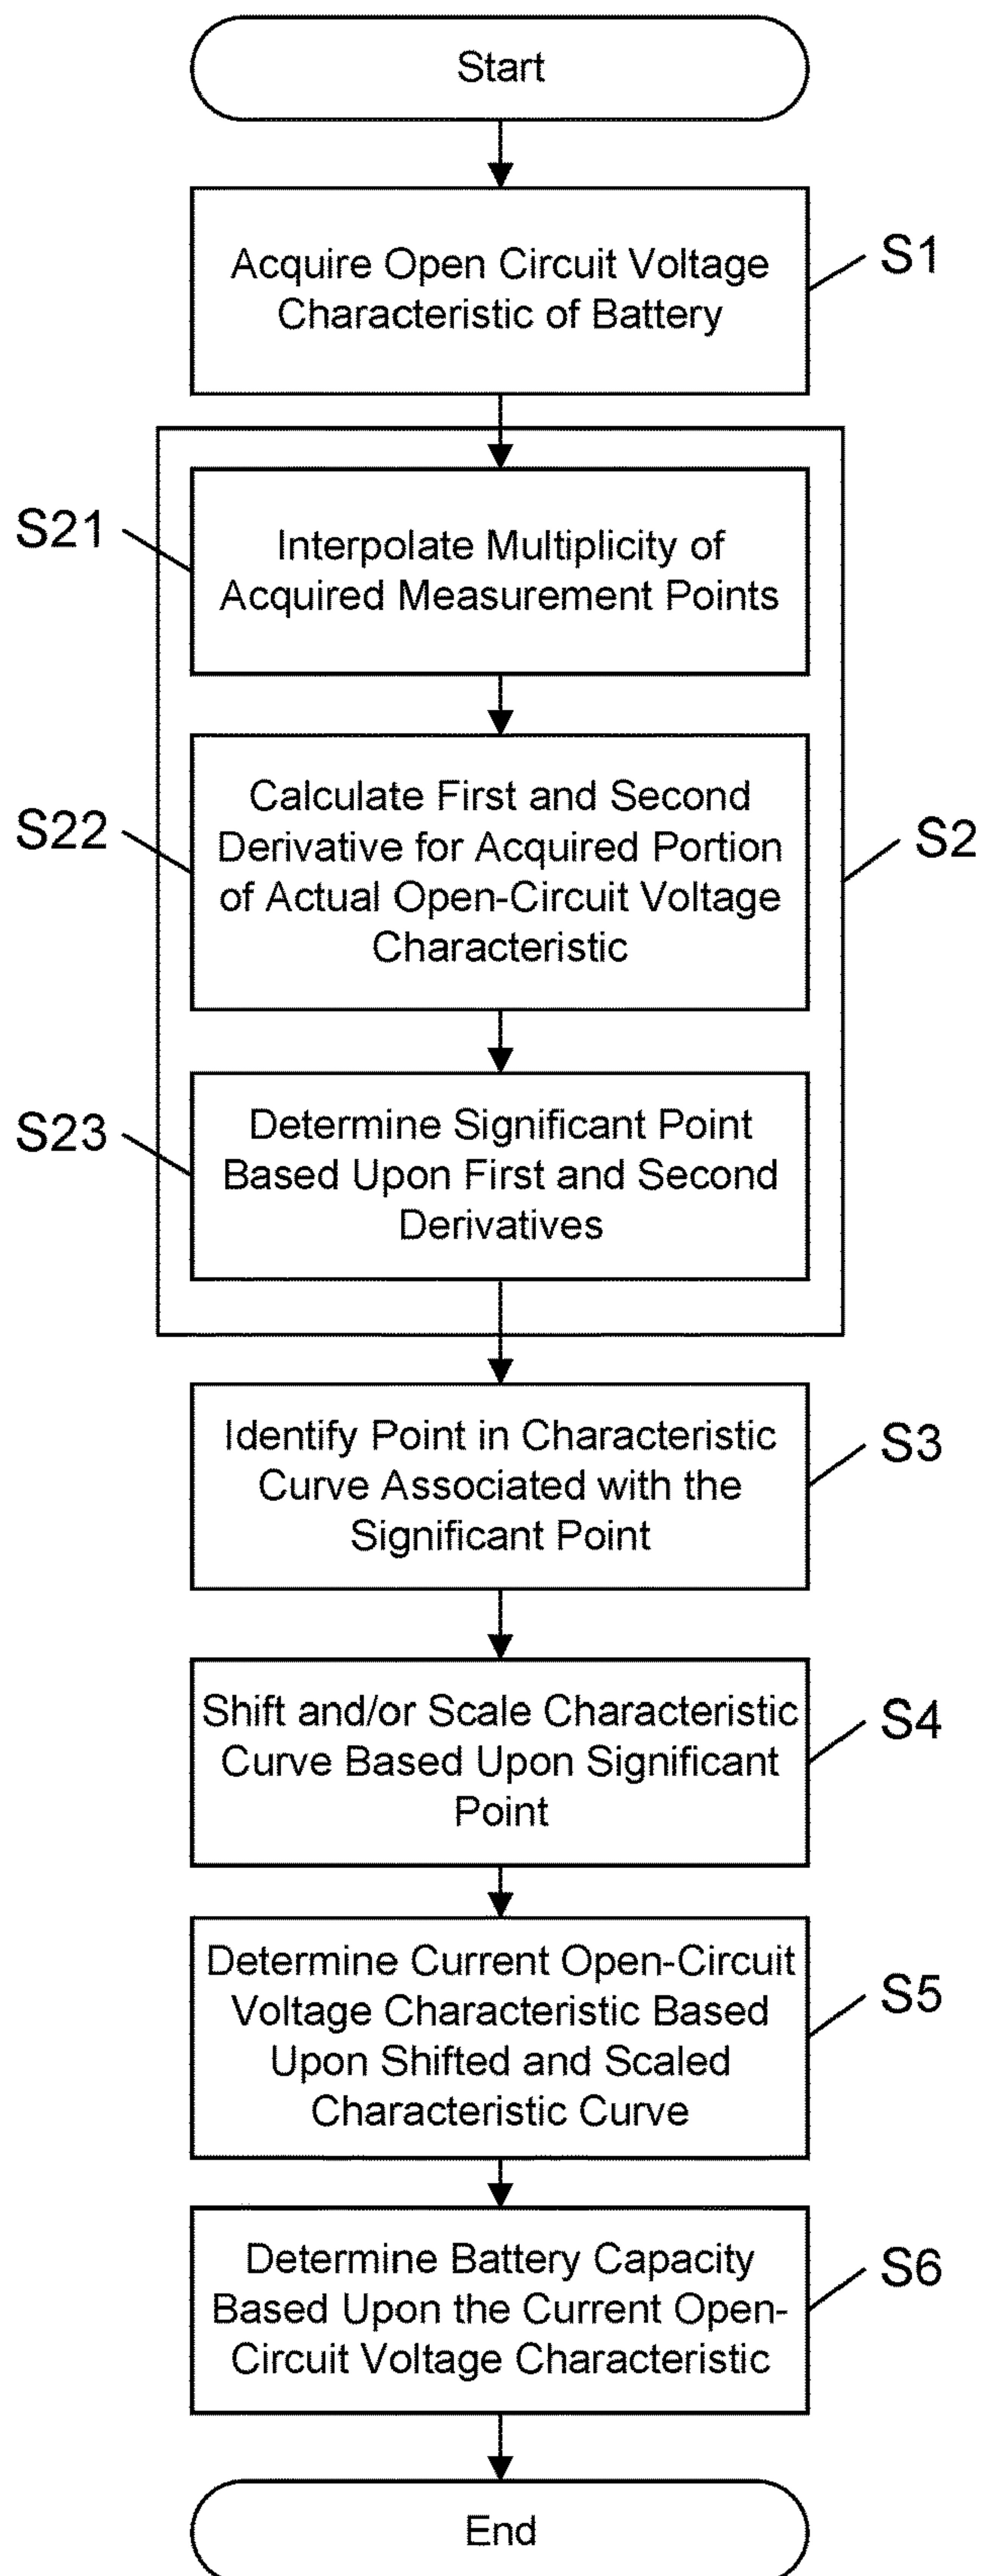 Start
Acquire Open Circuit Voltage
Characteristic of Battery
S1
S21
Interpolate Multiplicity of
Acquired Measurement Points
S22
Calculate First and Second
Derivative for Acquired Portion
of Actual Open-Circuit Voltage
Characteristic
S2
S23
Determine Significant Point
Based Upon First and Second
Derivatives
Identify Point in Characteristic
Curve Associated with the
Significant Point
S3
Shift and/or Scale Characteristic
Curve Based Upon Significant
Point
S4
Determine Current Open-Circuit
Voltage Characteristic Based
Upon Shifted and Scaled
Characteristic Curve
S5
Determine Battery Capacity
Based Upon the Current Open-
Circuit Voltage Characteristic
S6
End